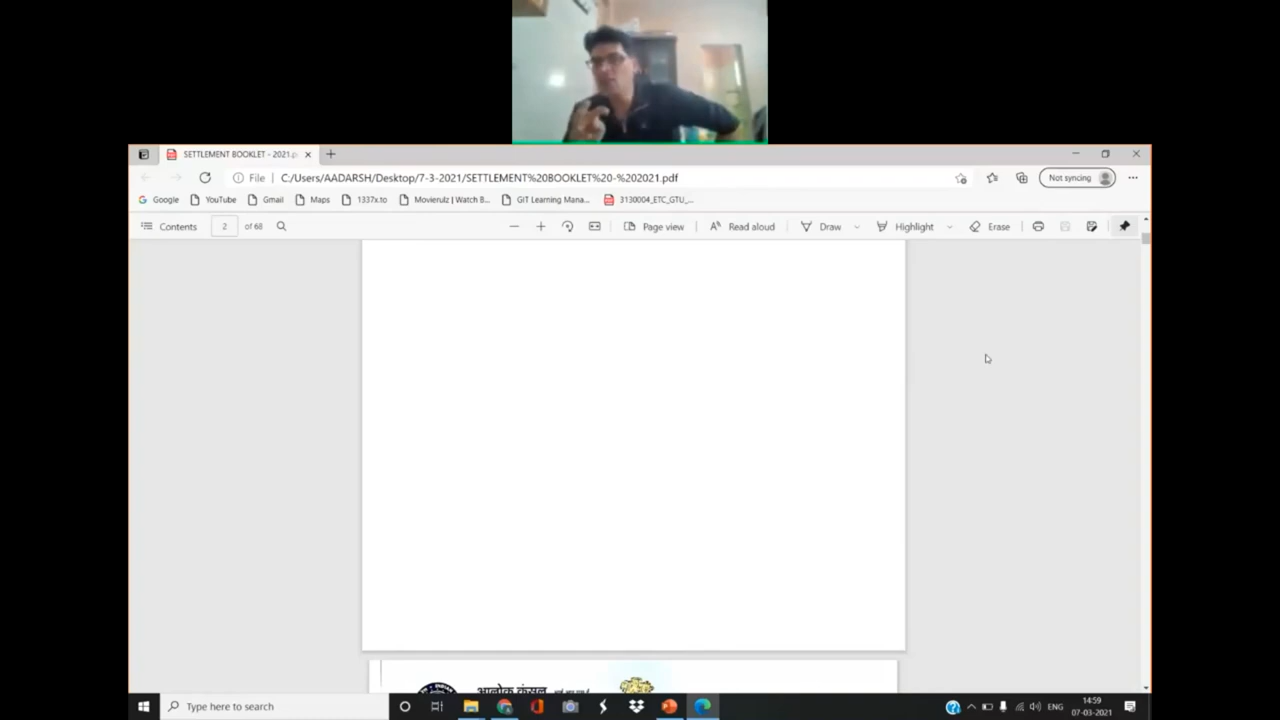 SETTLEMENT BOOKLET - 2021.p
File C:/Users/AADARSH/Desktop/7-3-2021/SETTLEMENT%20BOOKLET%20-%202021.pdf Not syncing
Google YouTube Gmail Maps 1337x.to Movierulz | Watch B... GIT Learning Mana... 3130004_ETC_GTU_...
Contents 2 of 68 Page view Read aloud Draw Highlight Erase
आलोक कंसल
Type here to search
ENG
14:59
07-03-2021